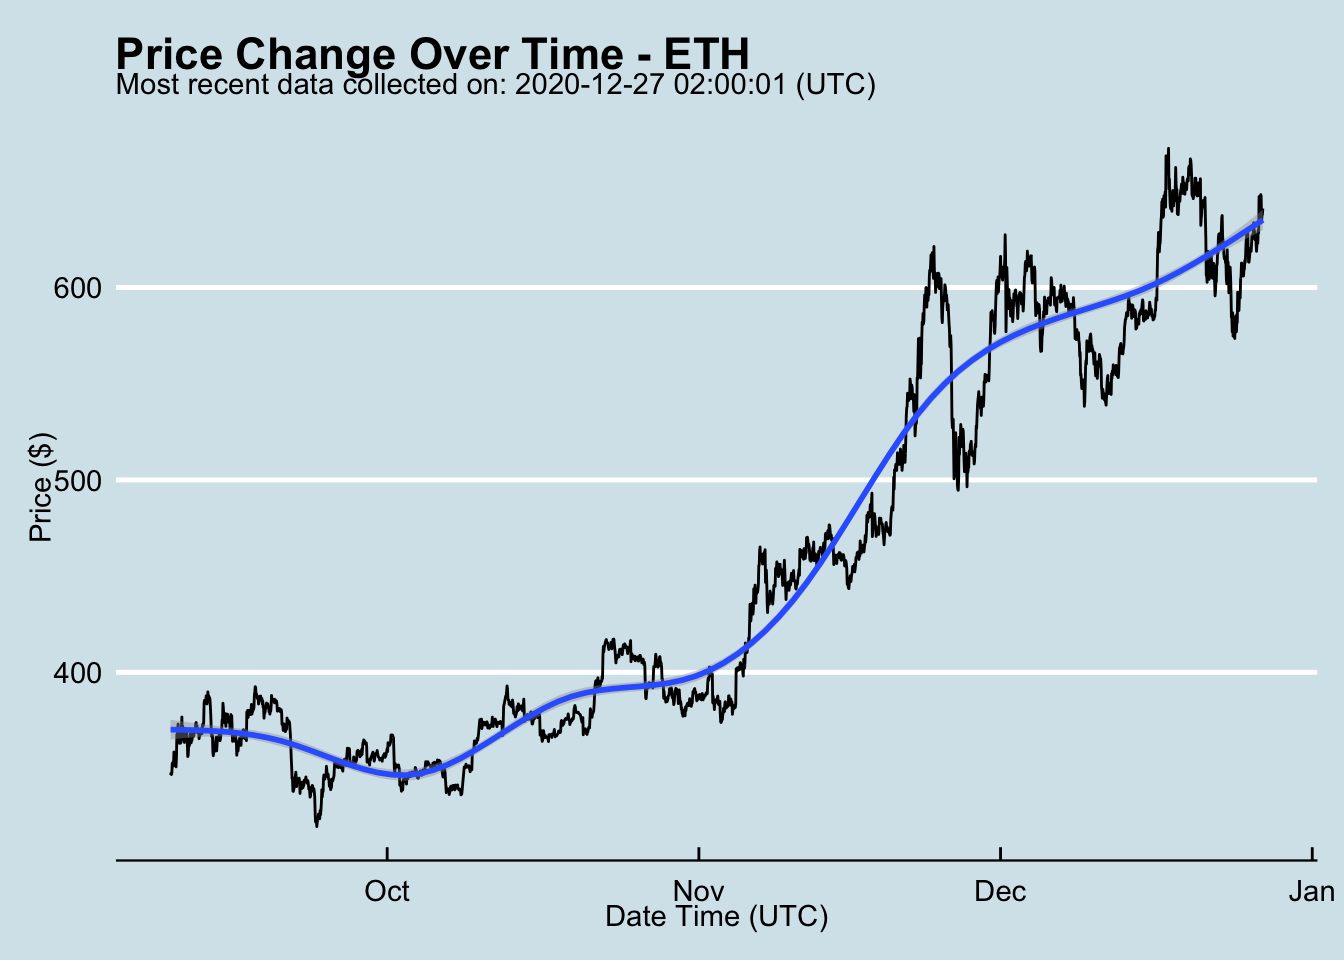 Price Change Over Time - ETH
Most recent data collected on: 2020-12-27 02:00:01 (UTC)
Price ($)
600
500
400
Oct
Nov
Dec
Jan
Date Time (UTC)